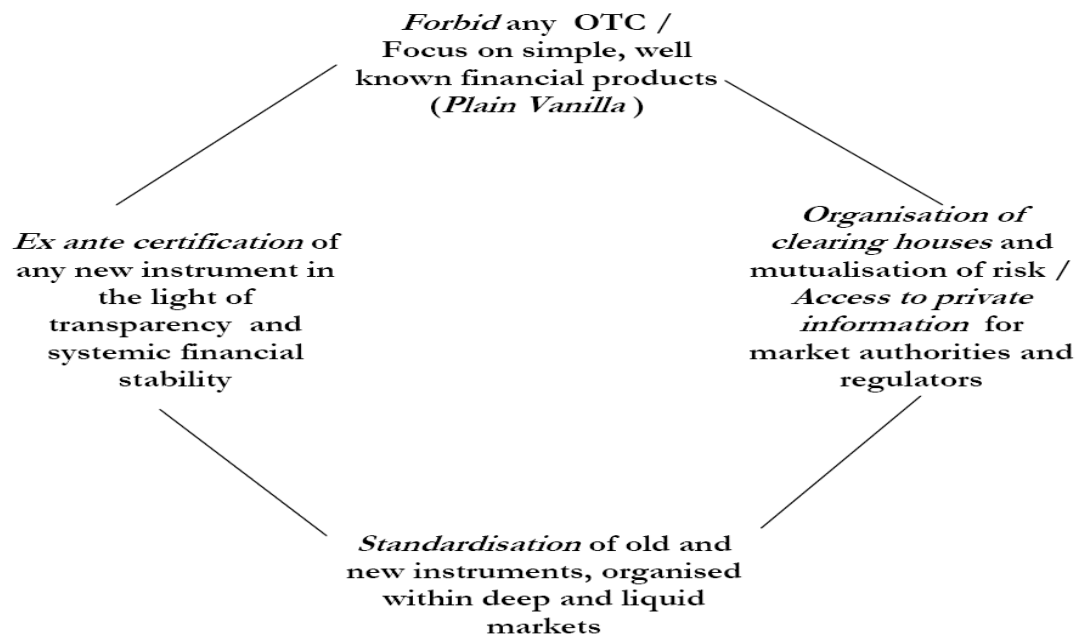 Forbid any OTC /
Focus on simple, well
known financial products
(Plain Vanilla )
Ex ante certification of
any new instrument in
the light of
transparency and
systemic financial
stability
Organisation of
clearing houses and
mutualisation of risk /
Access to private
information for
market authorities and
regulators
Standardisation of old and
new instruments, organised
within deep and liquid
markets